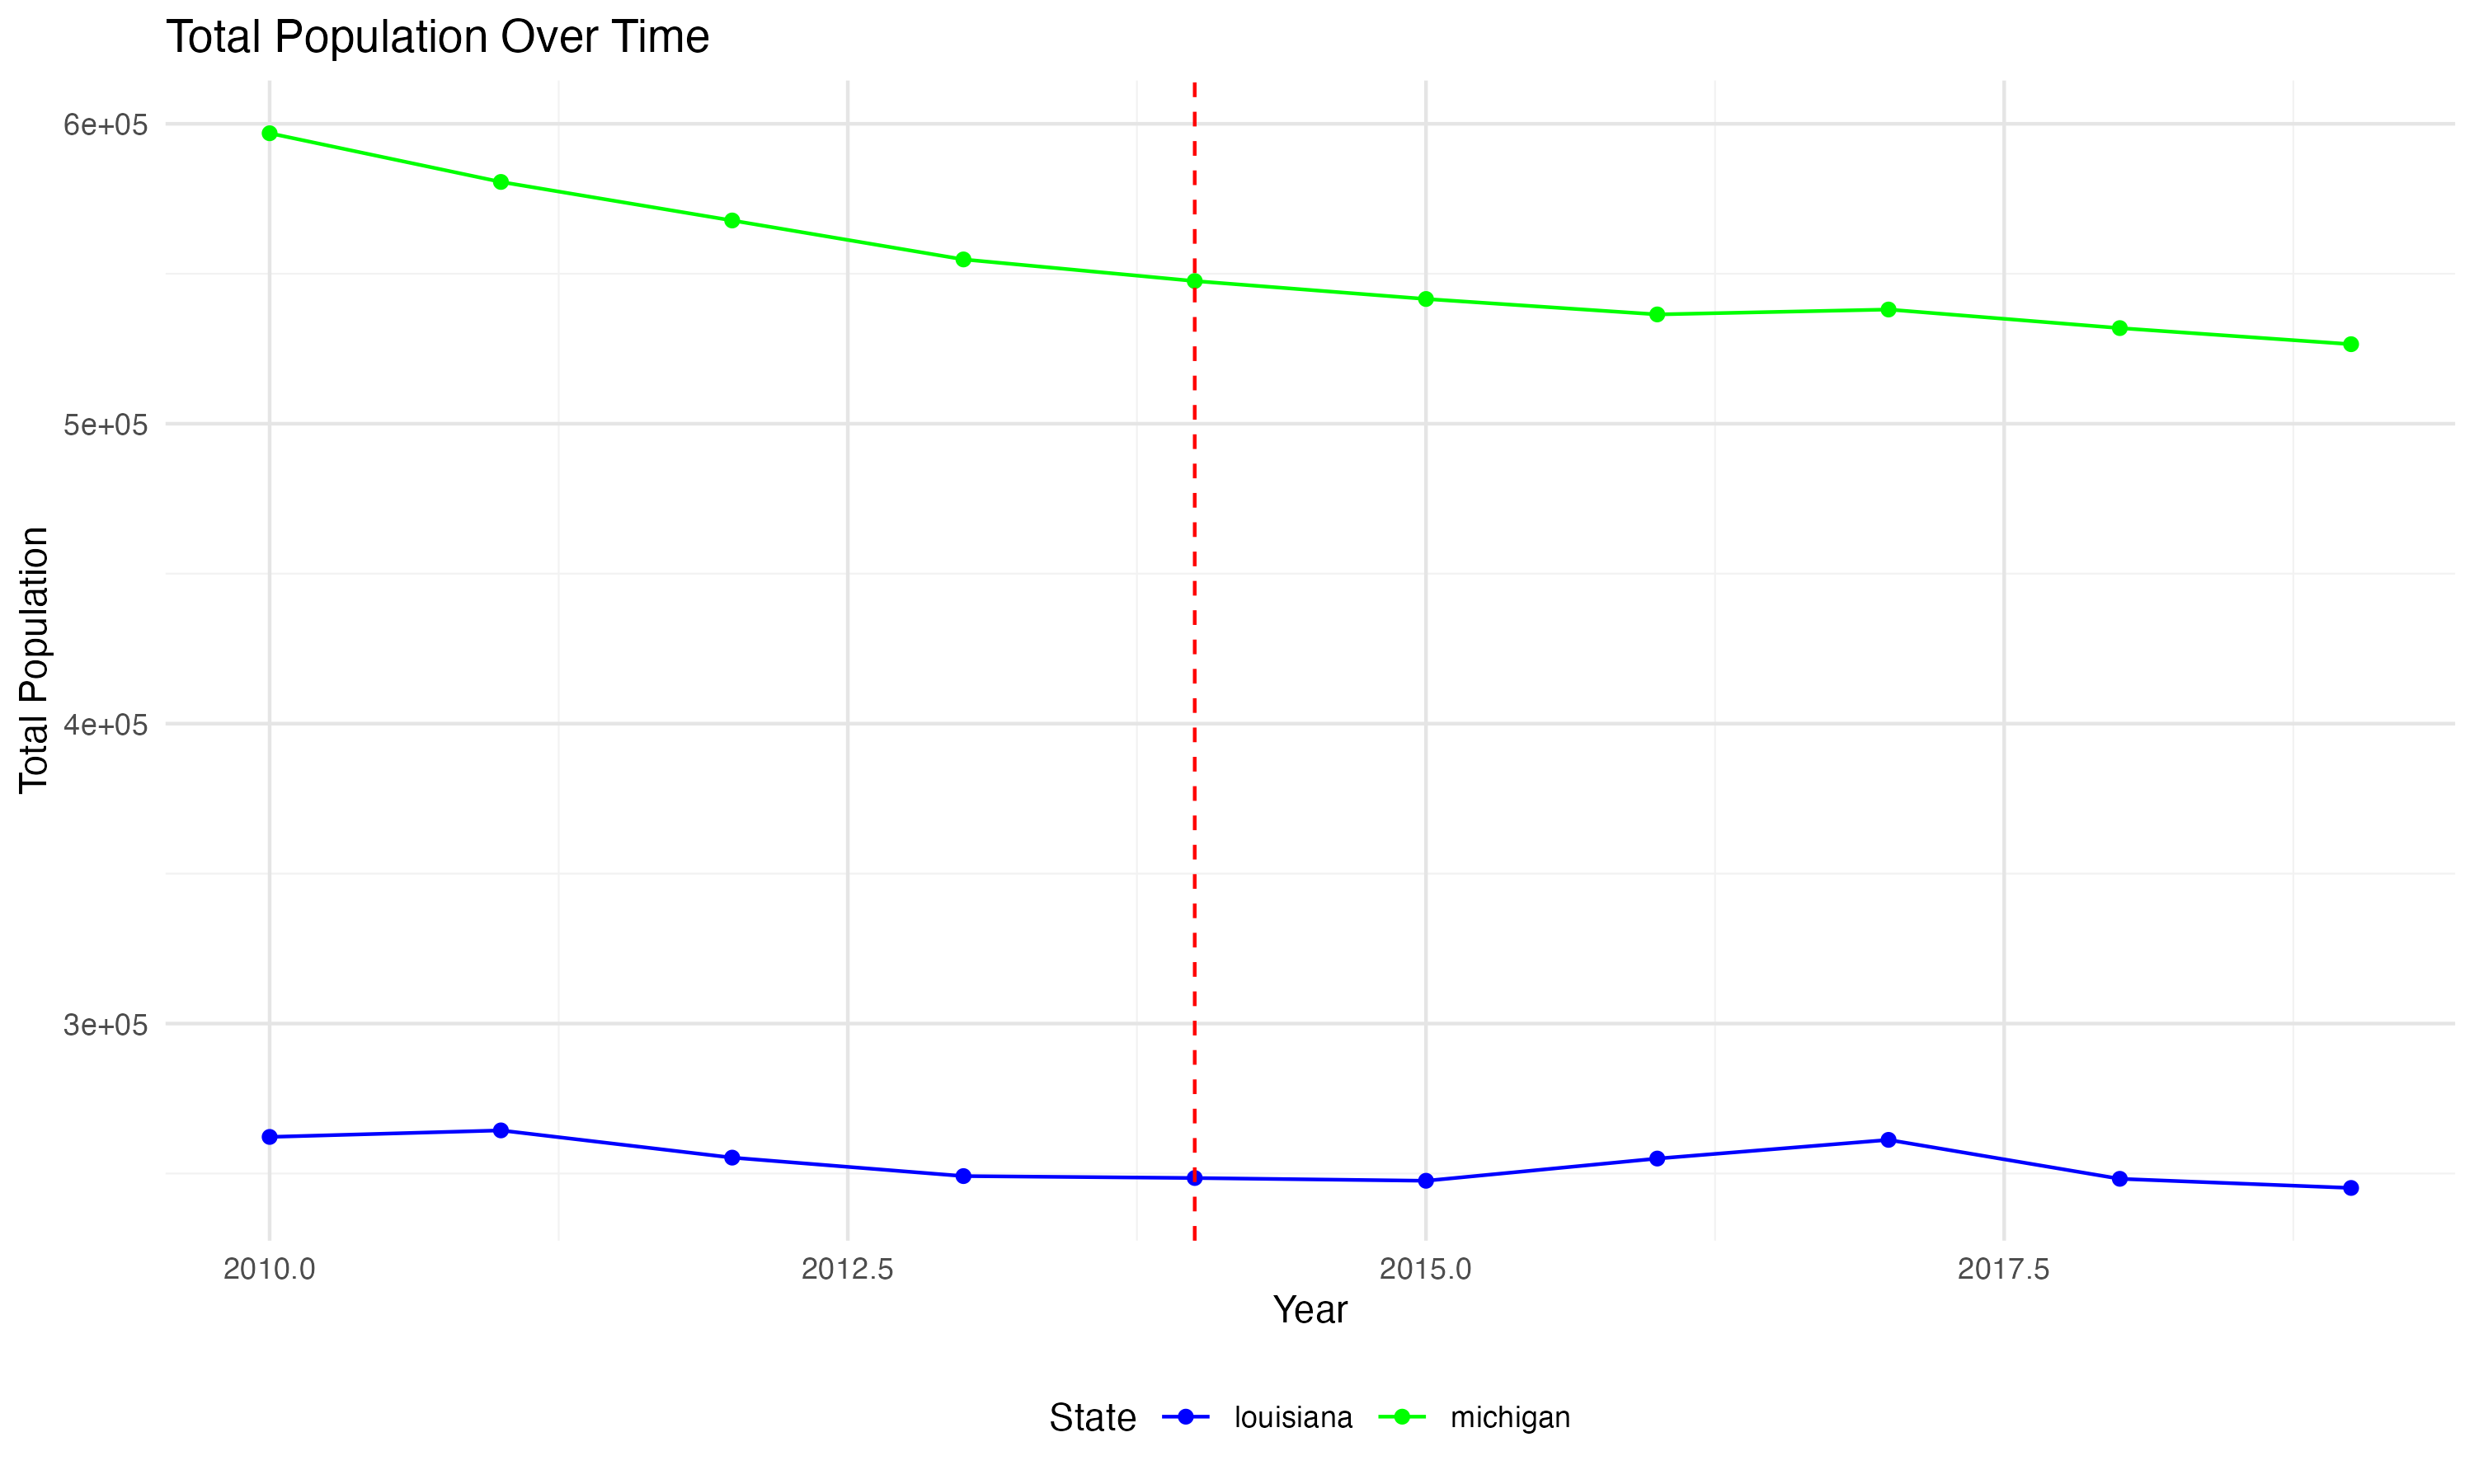 Total Population Over Time
6e+05
5e+05
4e+05
3e+05
Total Population
2010.0 2012.5 2015.0 2017.5
Year
State louisiana michigan